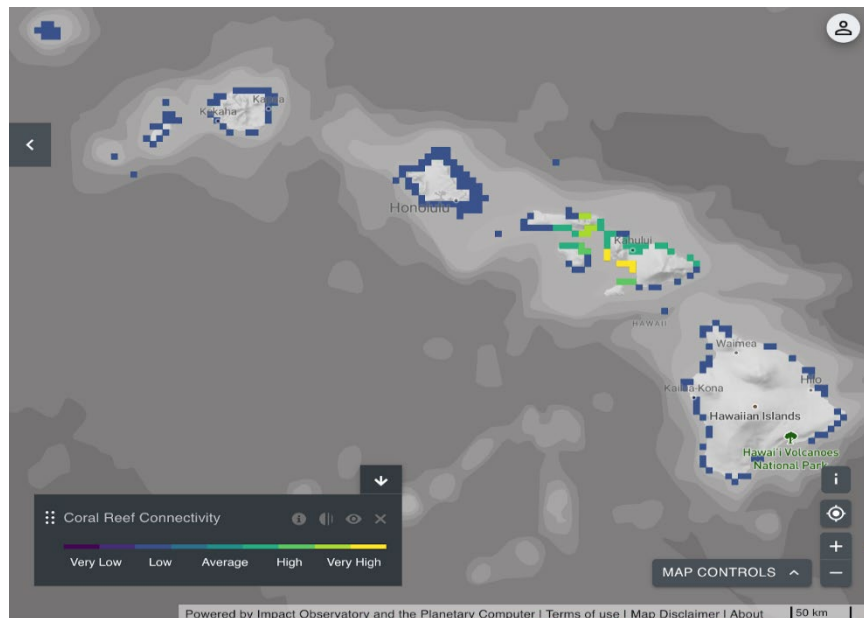 Kekaha
Kapaa
Honolulu
Kahului
HAWAII
Waimea
Kailua-Kona
Hilo
Hawaiian Islands
Hawai'i Volcanoes
National Park
Coral Reef Connectivity
Very Low Low Average High Very High
MAP CONTROLS
Powered by Impact Observatory and the Planetary Computer | Terms of use | Map Disclaimer | About
50 km